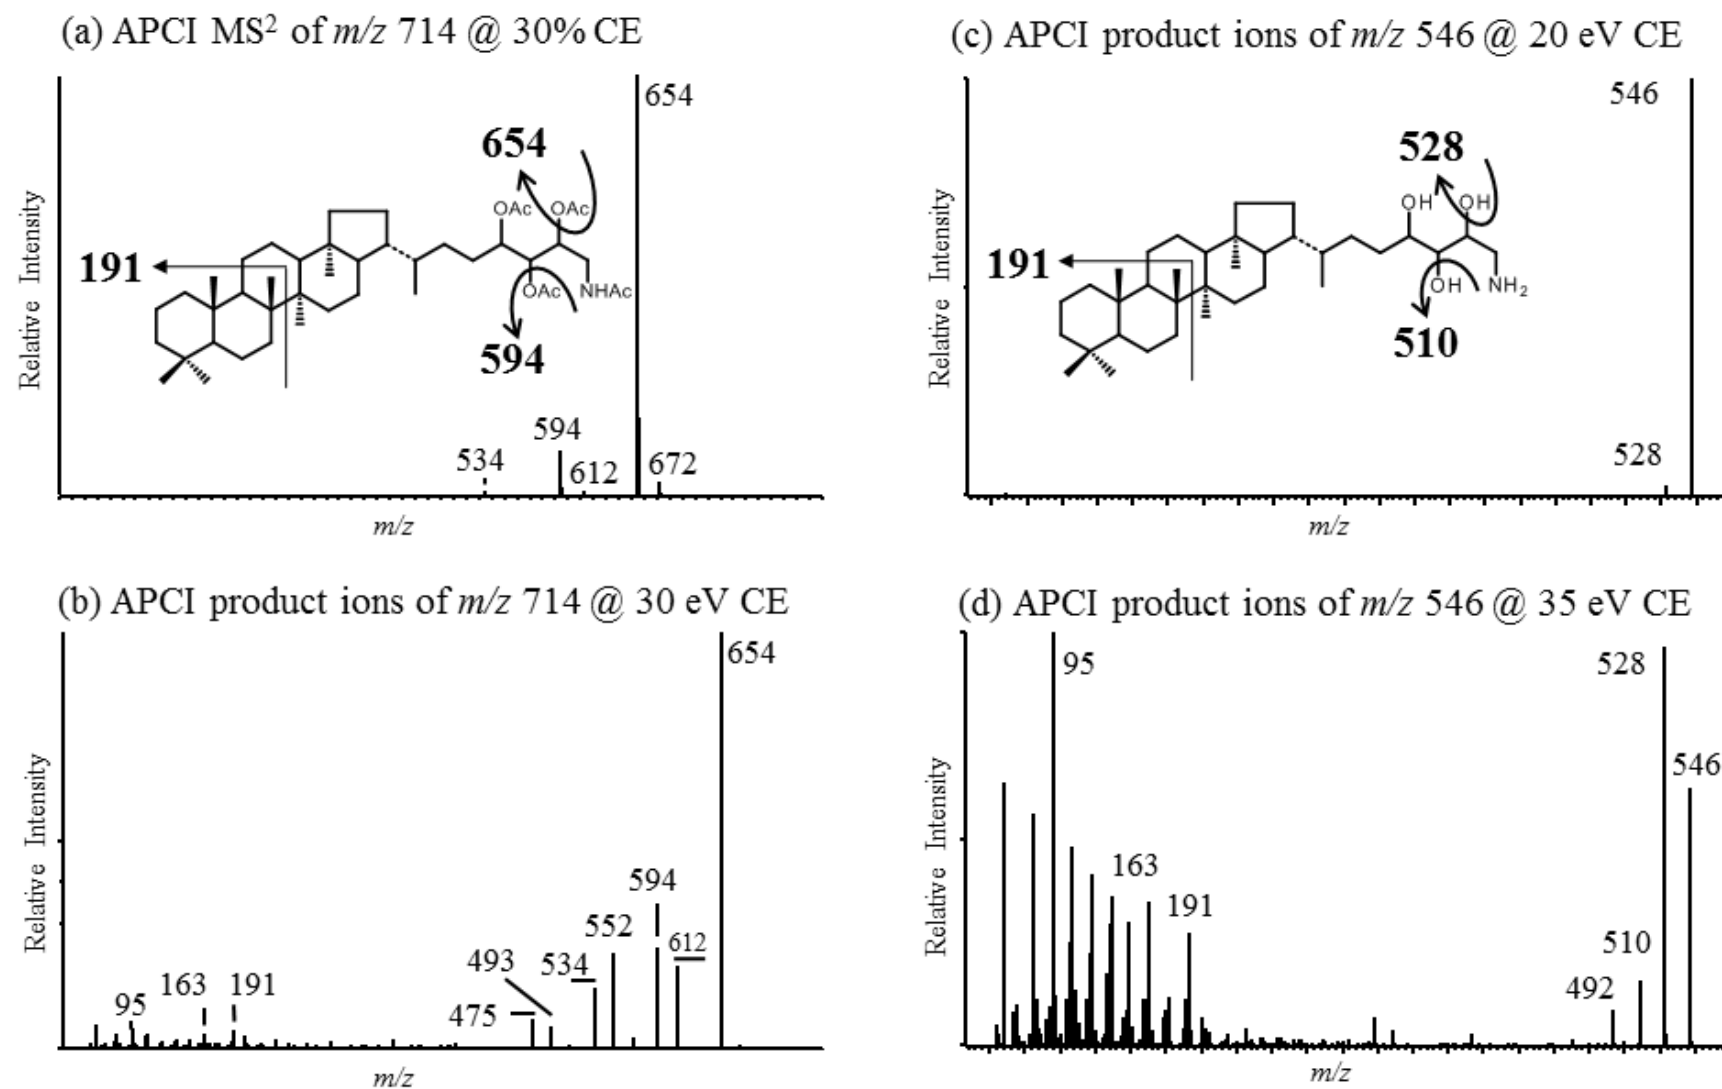 (a) APCI MS² of m/z 714 @ 30% CE
654
654
OAc
OAc
191
OAc
NHAc
594
594
534
612
672
Relative Intensity
m/z
(c) APCI product ions of m/z 546 @ 20 eV CE
546
528
OH
OH
191
OH
NH₂
510
528
Relative Intensity
m/z
(b) APCI product ions of m/z 714 @ 30 eV CE
654
594
552
612
493
534
163
191
95
475
Relative Intensity
m/z
(d) APCI product ions of m/z 546 @ 35 eV CE
95
528
546
163
191
510
492
Relative Intensity
m/z